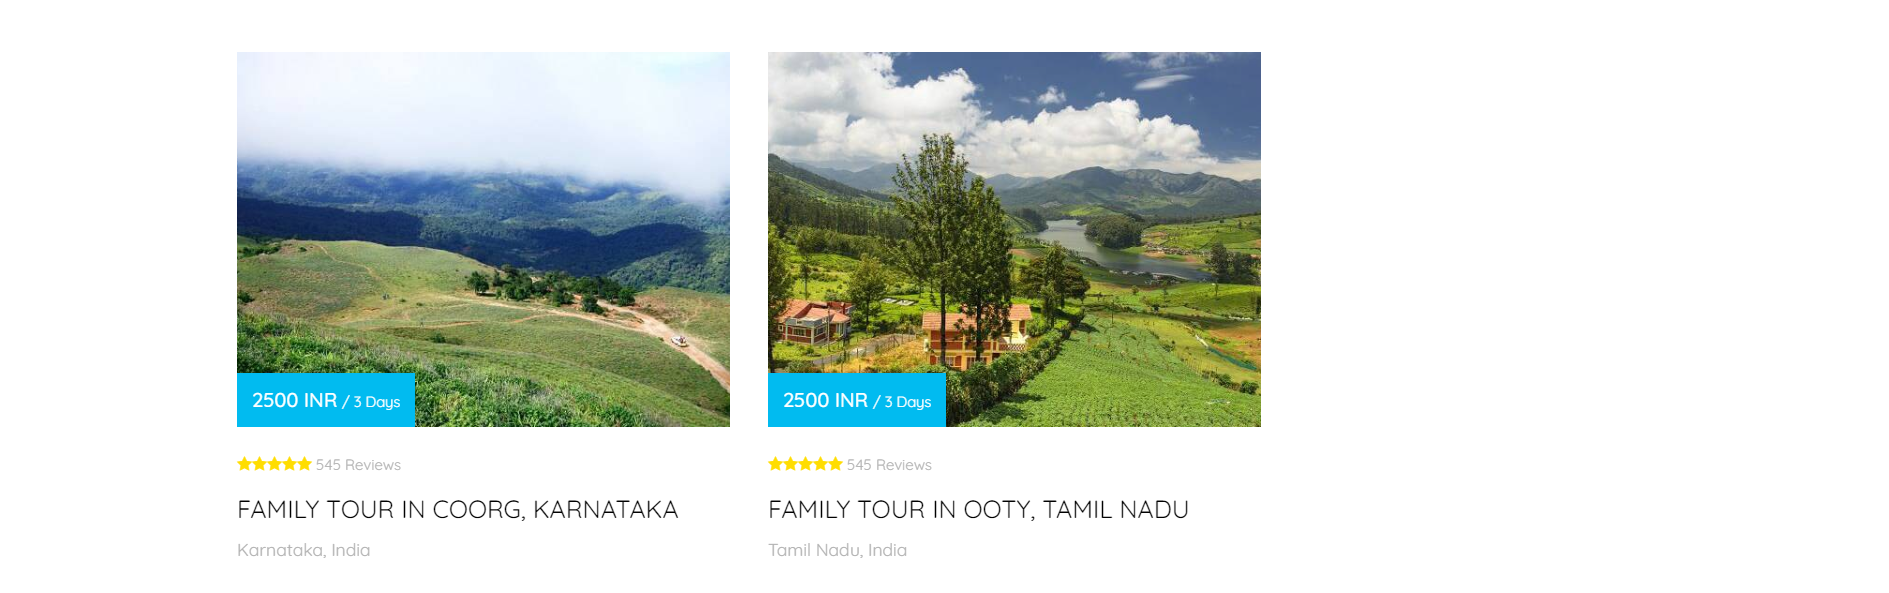 2500 INR / 3 Days
545 Reviews
FAMILY TOUR IN COORG, KARNATAKA
Karnataka, India
2500 INR / 3 Days
545 Reviews
FAMILY TOUR IN OOTY, TAMIL NADU
Tamil Nadu, India